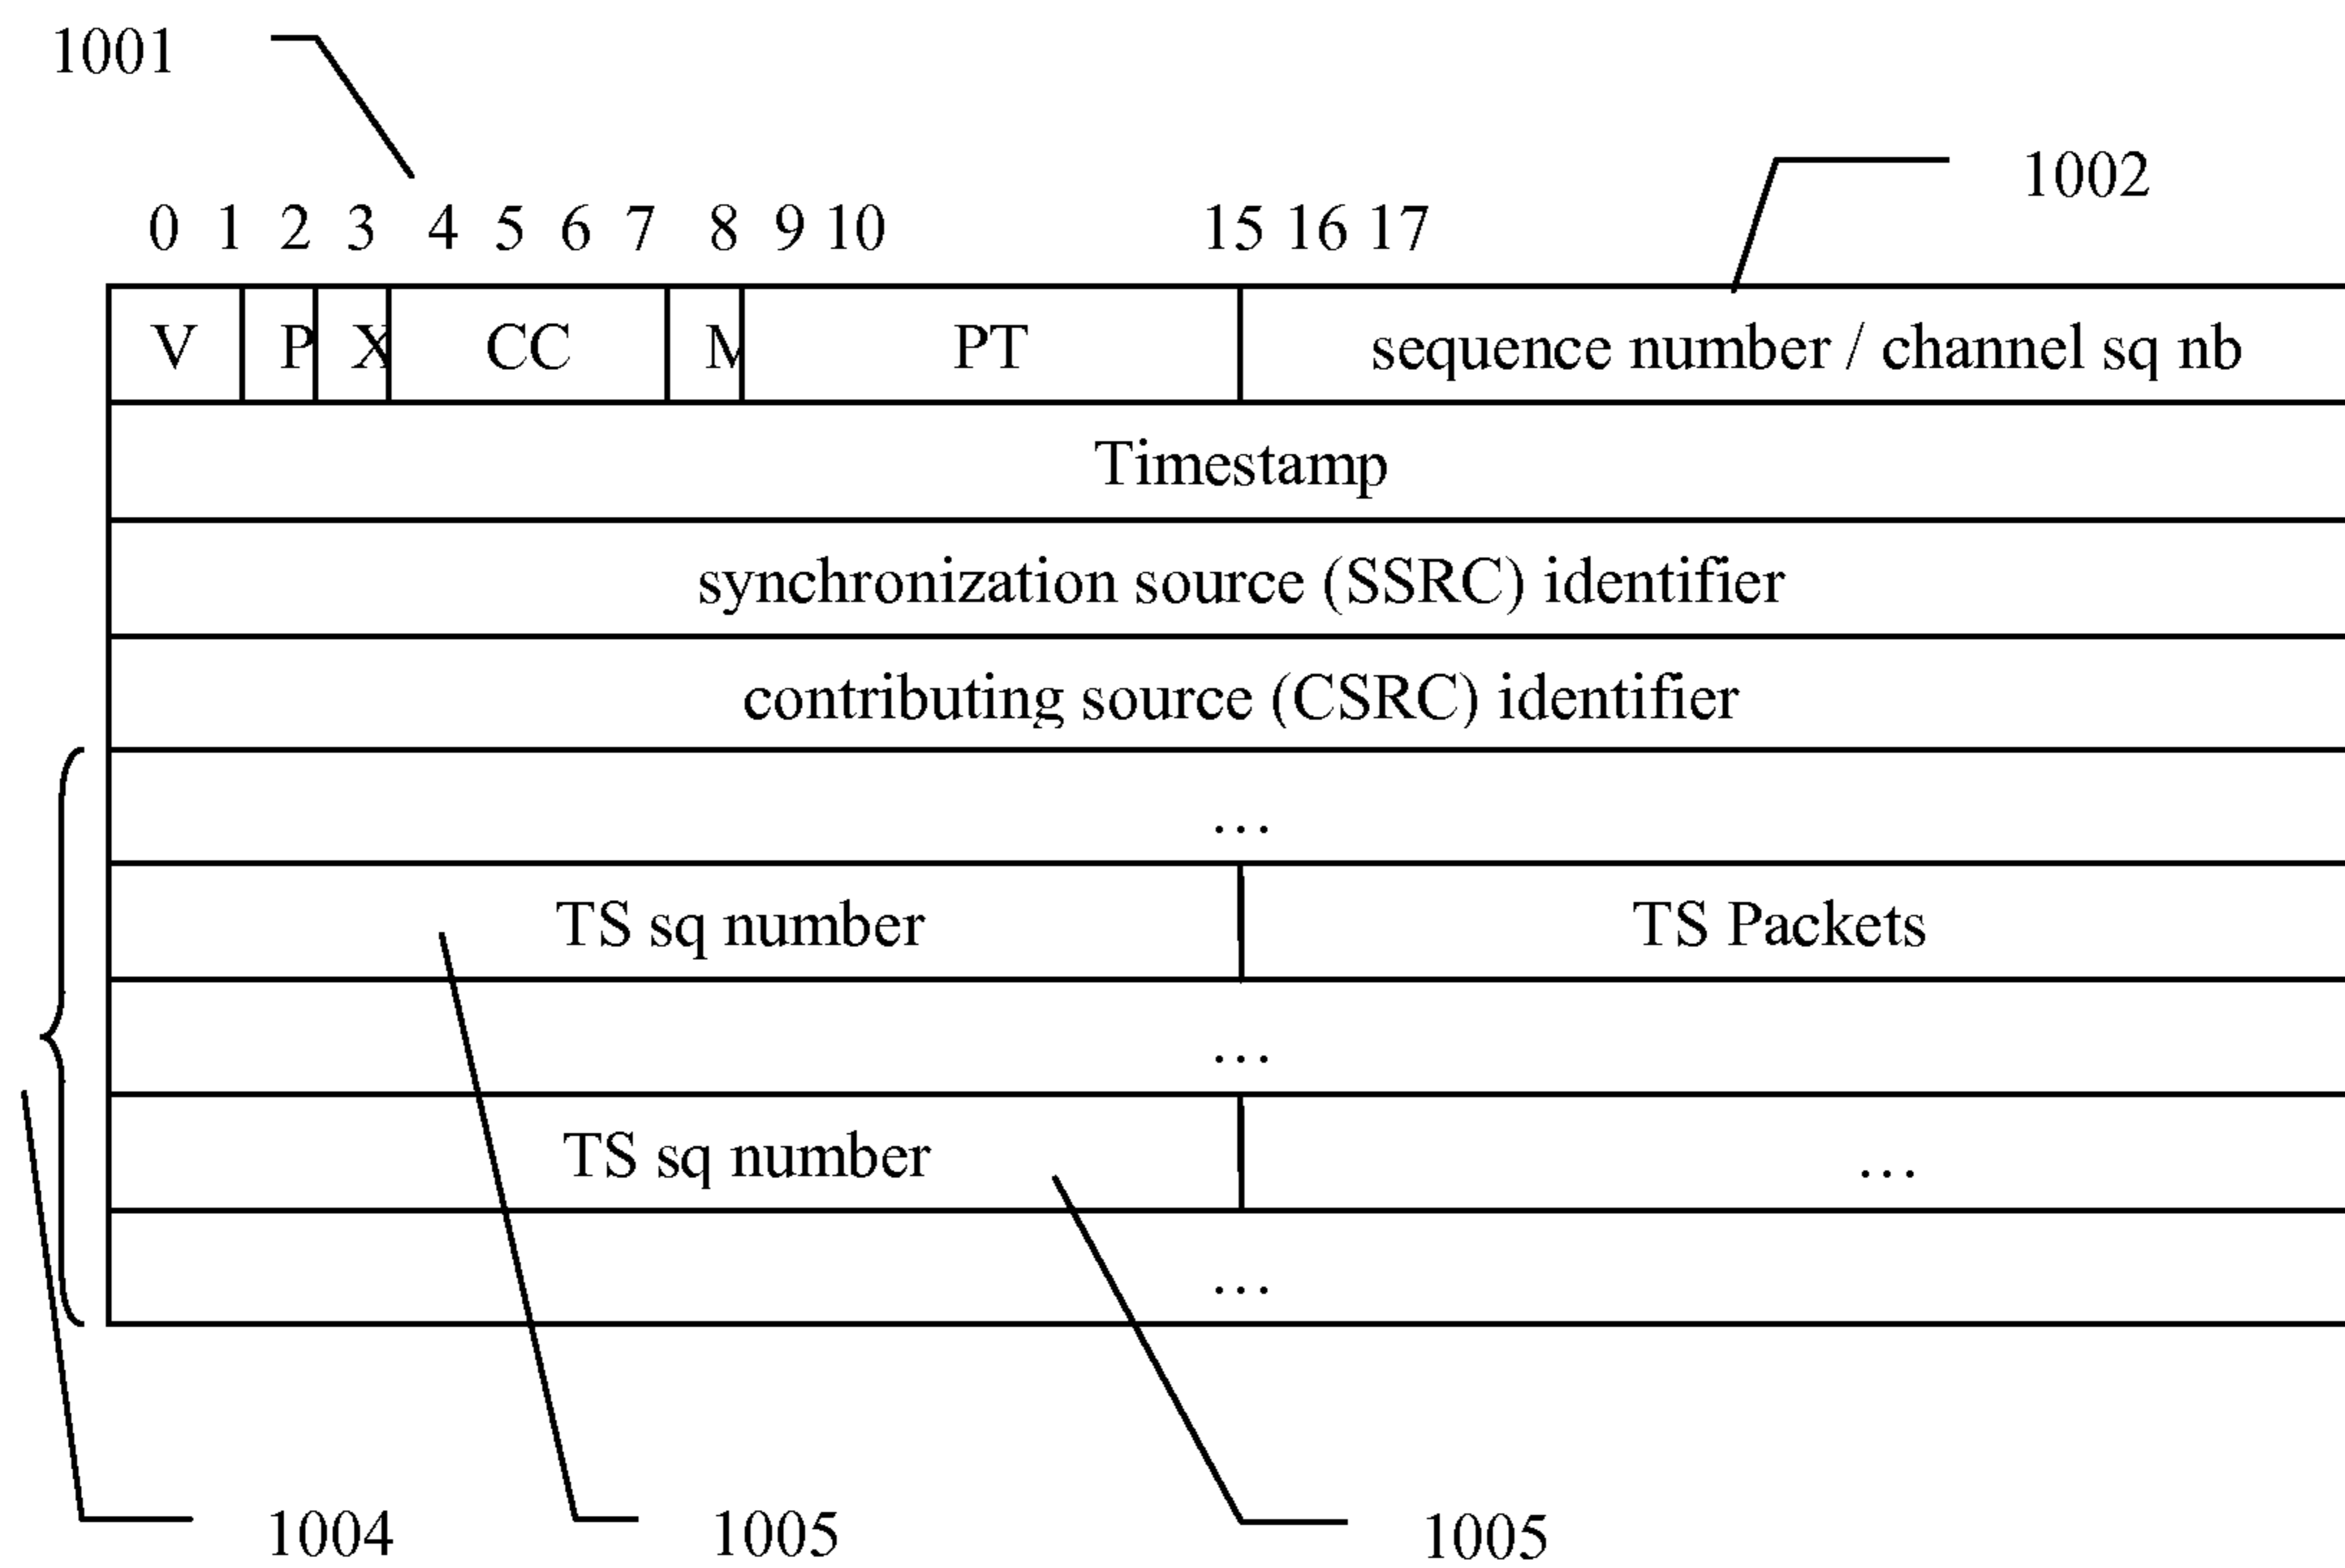 1001
1002
0 1 2 3 4 5 6 7 8 9 10 15 16 17
V P X CC M PT sequence number / channel sq nb
Timestamp
synchronization source (SSRC) identifier
contributing source (CSRC) identifier
...
TS sq number TS Packets
...
TS sq number ...
...
1004 1005 1005